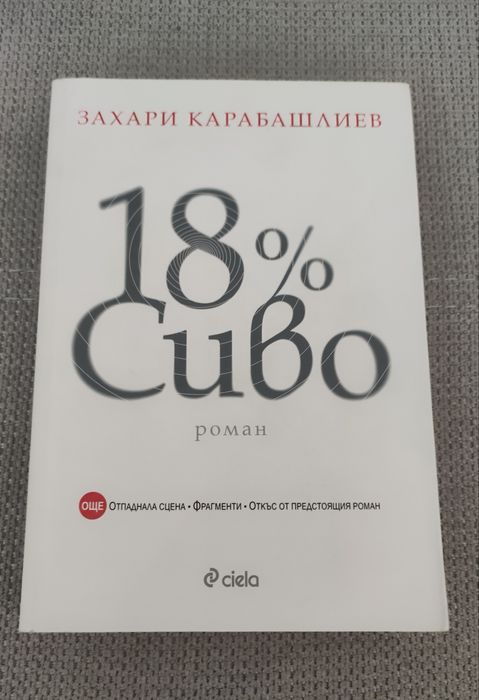 ЗАХАРИ КАРАБАШЛИЕВ
18%
Сиво
роман
ОЩЕ ОТПАДНАЛА СЦЕНА • ФРАГМЕНТИ • ОТКЪС ОТ ПРЕДСТОЯЩИЯ РОМАН
ciela